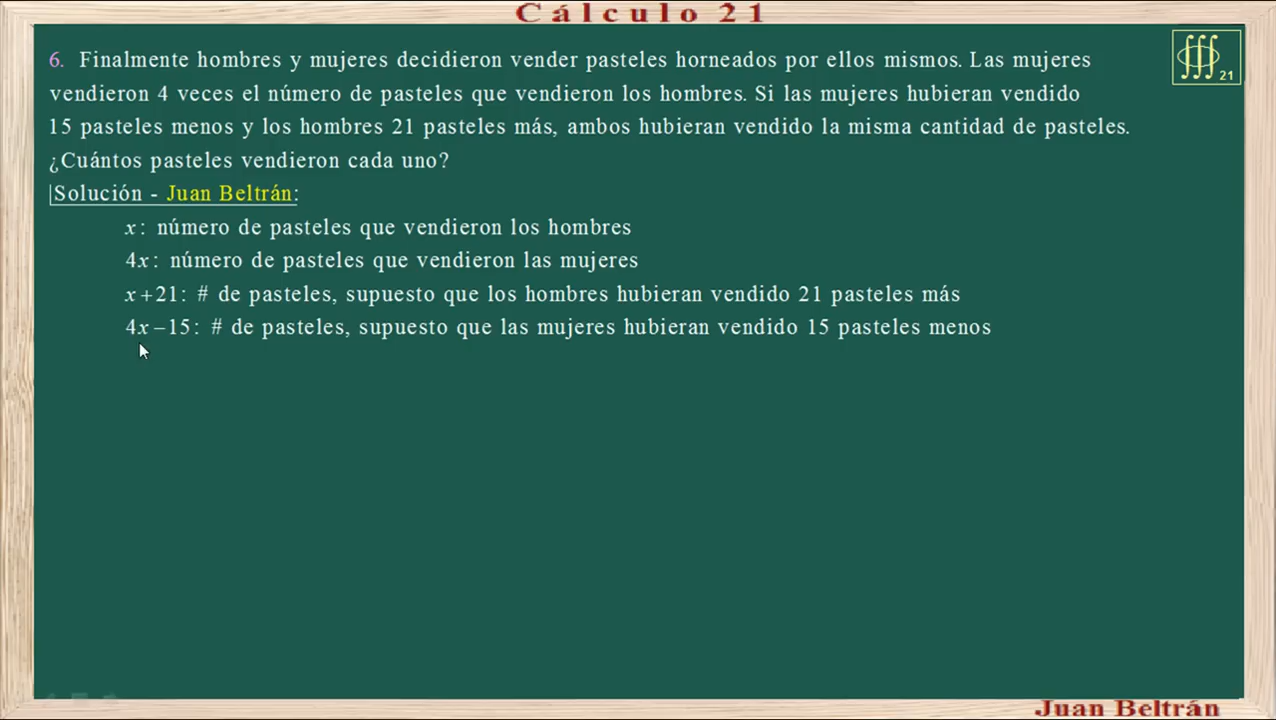 Cálculo 21
6. Finalmente hombres y mujeres decidieron vender pasteles horneados por ellos mismos. Las mujeres
vendieron 4 veces el número de pasteles que vendieron los hombres. Si las mujeres hubieran vendido
15 pasteles menos y los hombres 21 pasteles más, ambos hubieran vendido la misma cantidad de pasteles.
¿Cuántos pasteles vendieron cada uno?
Solución - Juan Beltrán:
x: número de pasteles que vendieron los hombres
4x: número de pasteles que vendieron las mujeres
x+21: # de pasteles, supuesto que los hombres hubieran vendido 21 pasteles más
4x−15: # de pasteles, supuesto que las mujeres hubieran vendido 15 pasteles menos
∯∫ 21
Juan Beltrán